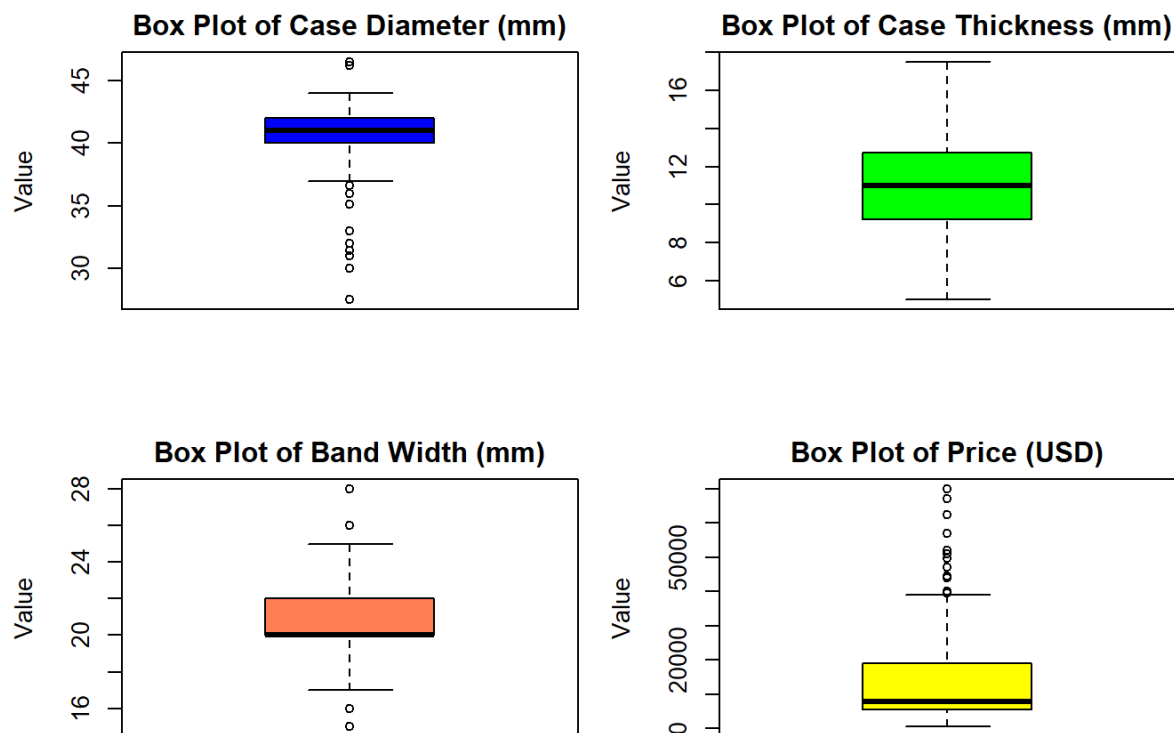 Box Plot of Case Diameter (mm)
Value
45
40
35
30
Box Plot of Case Thickness (mm)
Value
16
12
8
6
Box Plot of Band Width (mm)
Value
28
24
20
16
Box Plot of Price (USD)
Value
50000
20000
0